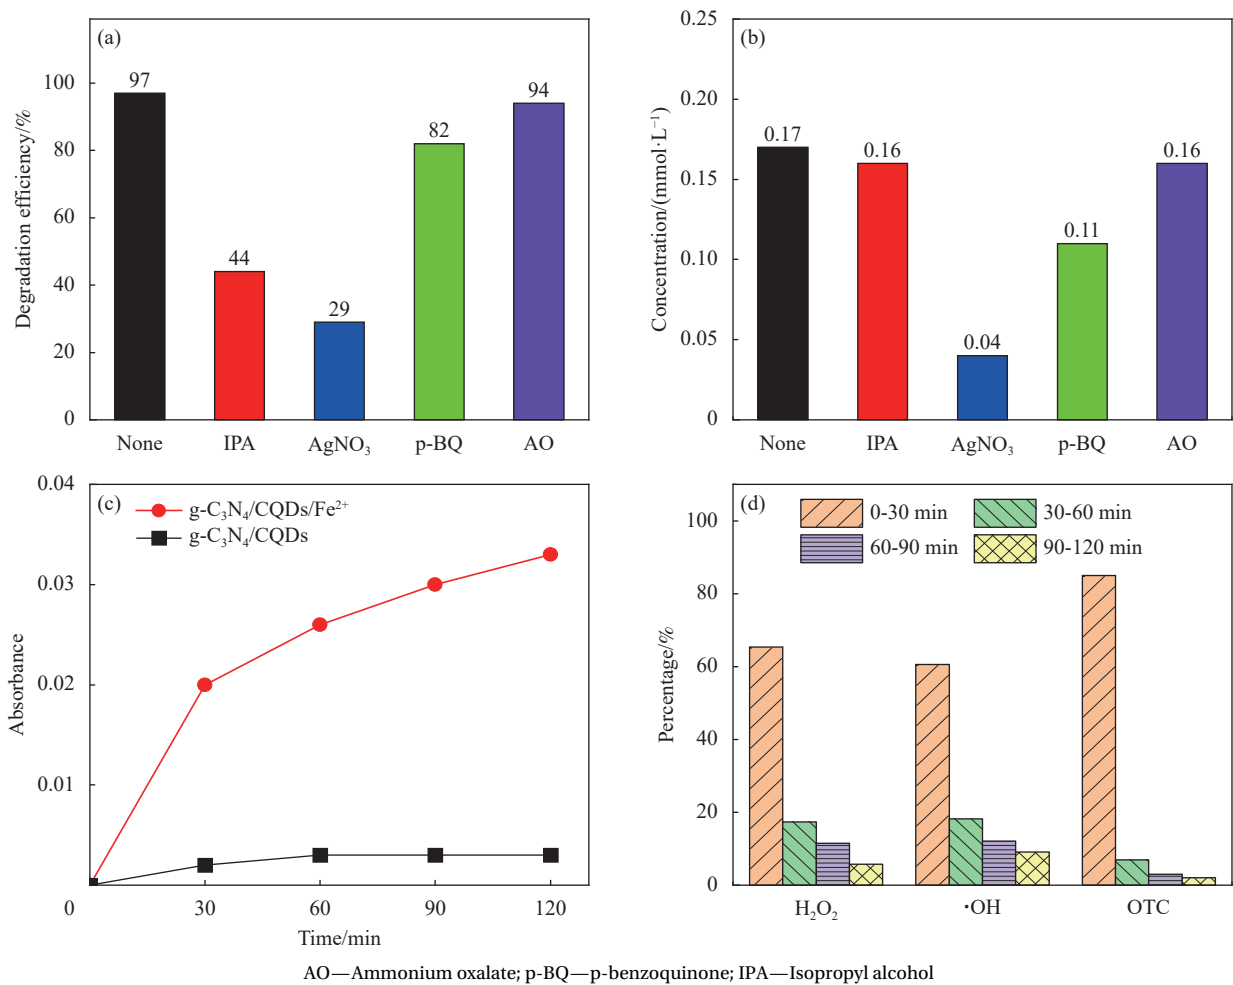 (a)
Degradation efficiency/%
100
80
60
40
20
0
97
44
29
82
94
None IPA AgNO₃ p-BQ AO
(b)
Concentration/(mmol·L⁻¹)
0.25
0.20
0.15
0.10
0.05
0
0.17
0.16
0.04
0.11
0.16
None IPA AgNO₃ p-BQ AO
(c)
g-C₃N₄/CQDs/Fe²⁺
g-C₃N₄/CQDs
Absorbance
0.04
0.03
0.02
0.01
0 30 60 90 120
Time/min
(d)
0-30 min 30-60 min
60-90 min 90-120 min
Percentage/%
100
80
60
40
20
0
H₂O₂ •OH OTC
AO—Ammonium oxalate; p-BQ—p-benzoquinone; IPA—Isopropyl alcohol